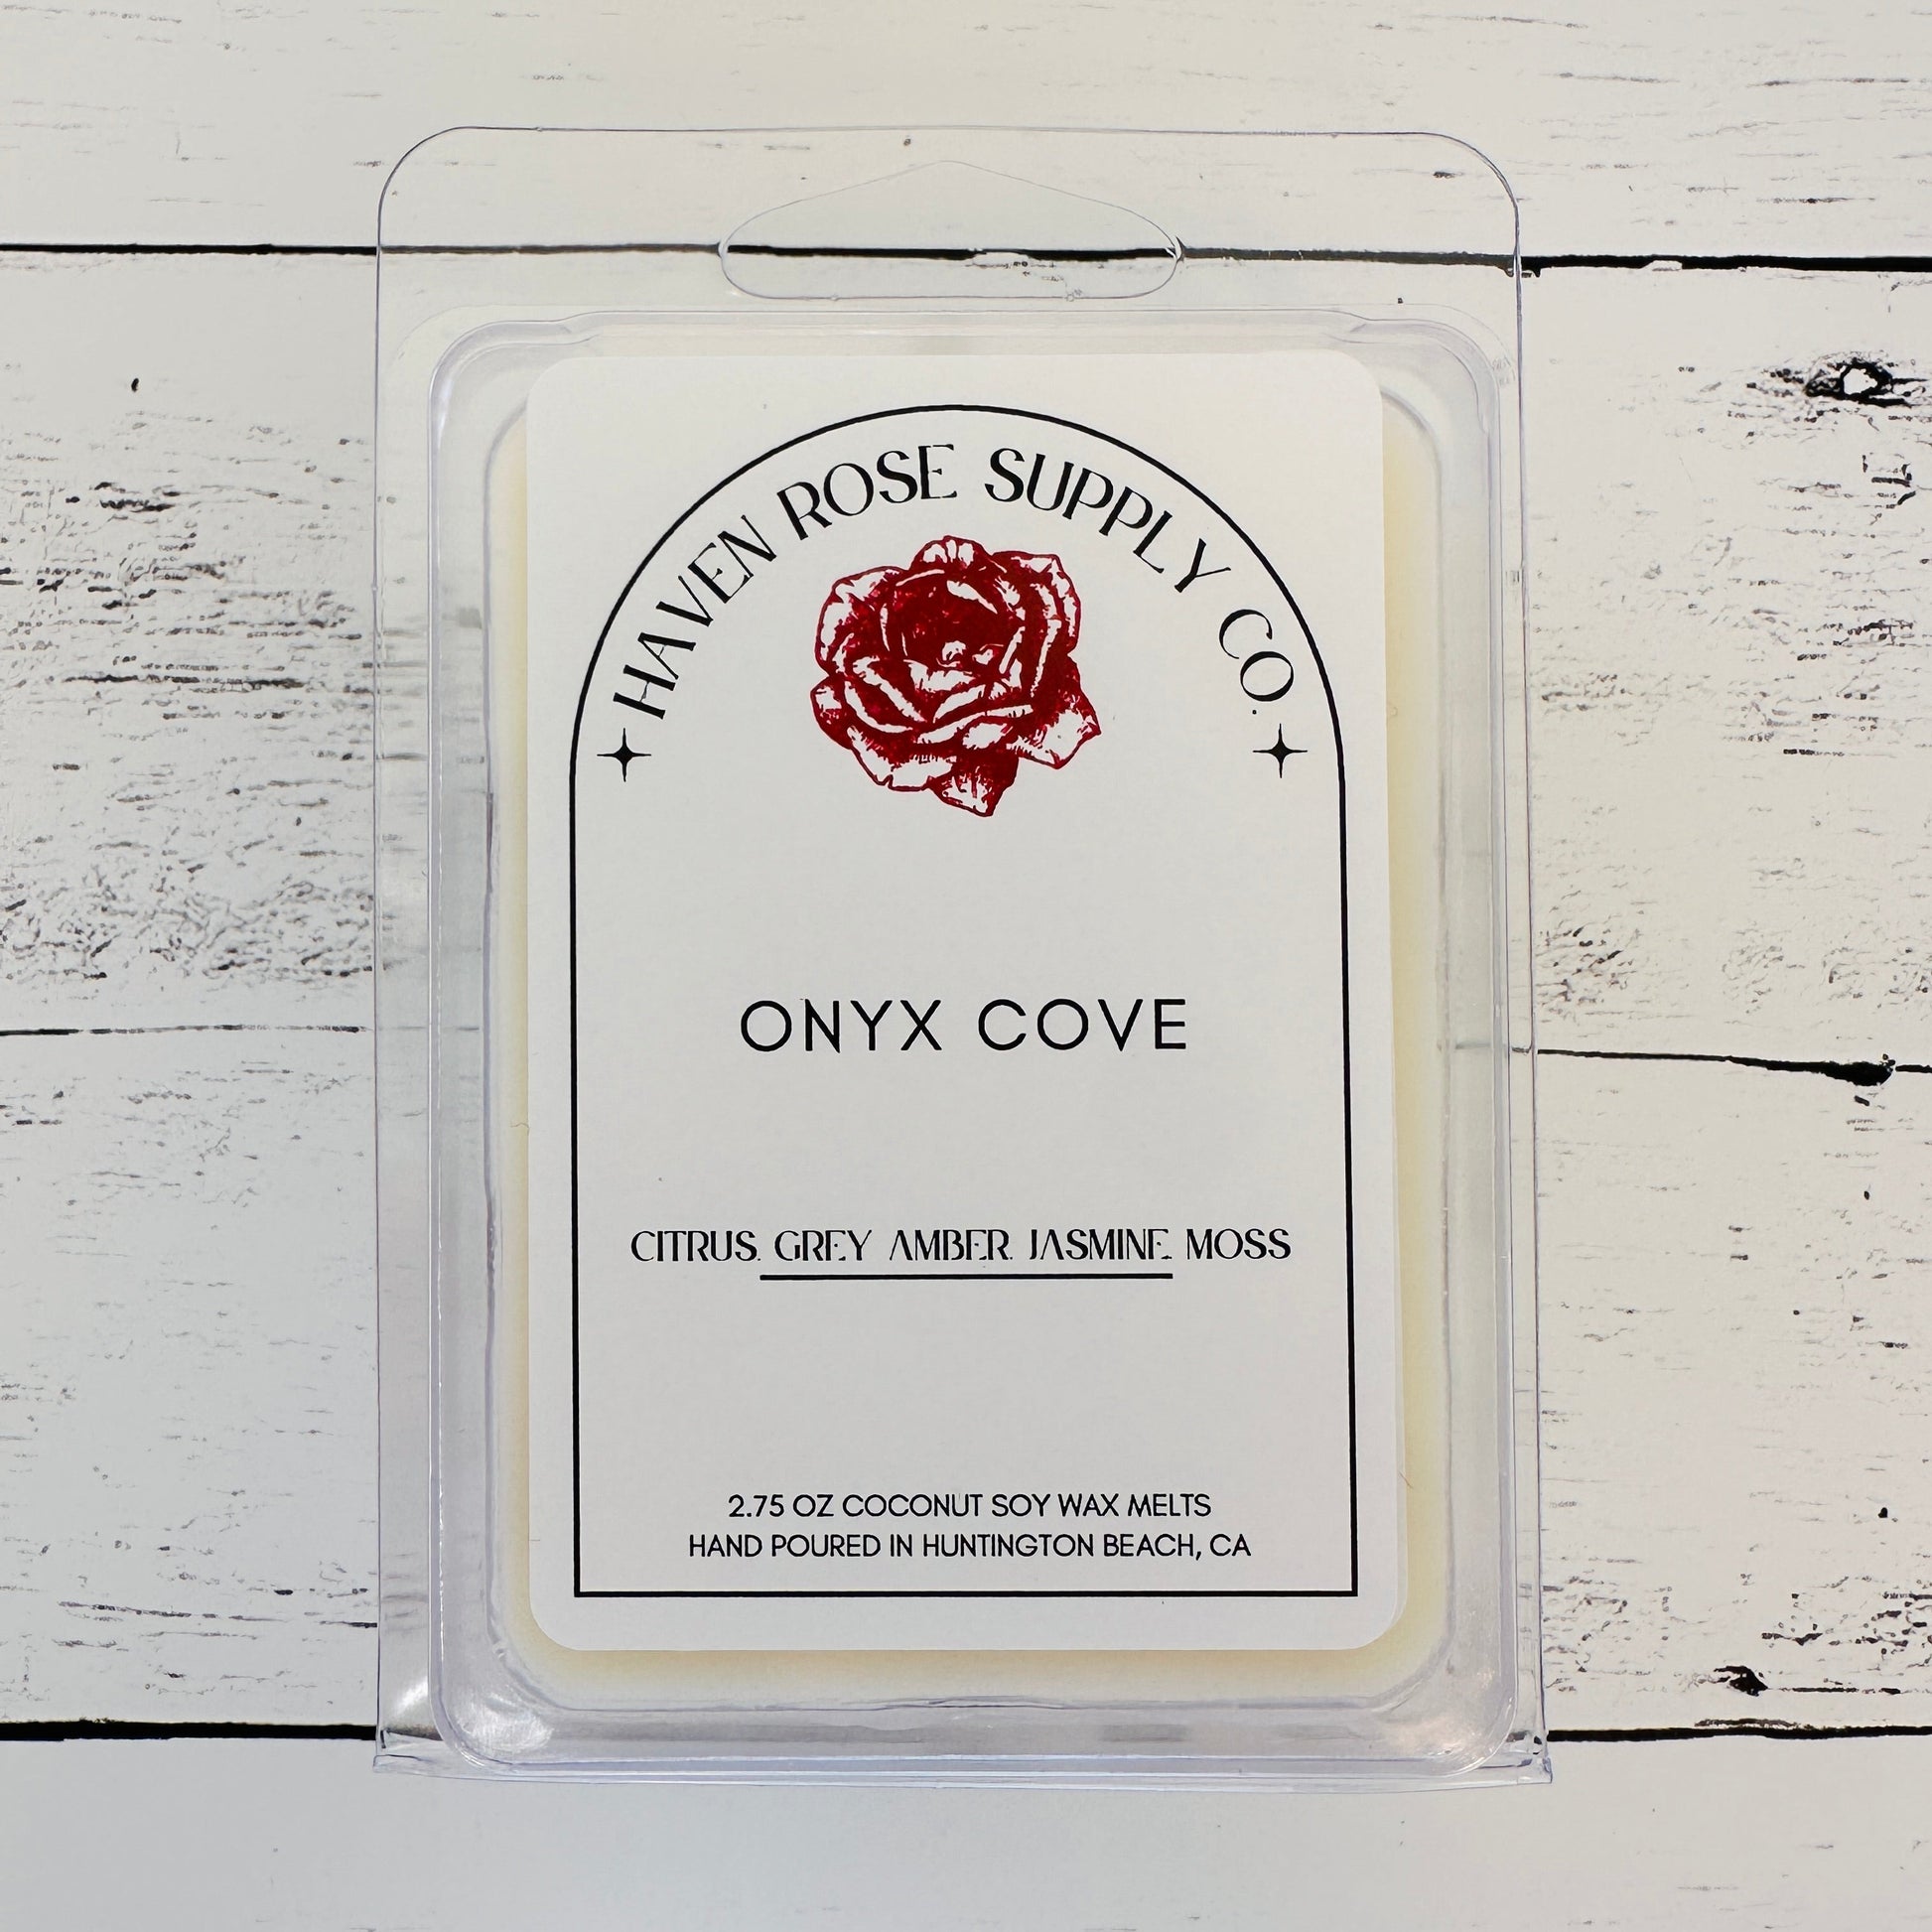 HAVEN ROSE SUPPLY CO.
ONYX COVE
CITRUS. GREY AMBER. JASMINE. MOSS
2.75 OZ COCONUT SOY WAX MELTS
HAND POURED IN HUNTINGTON BEACH, CA